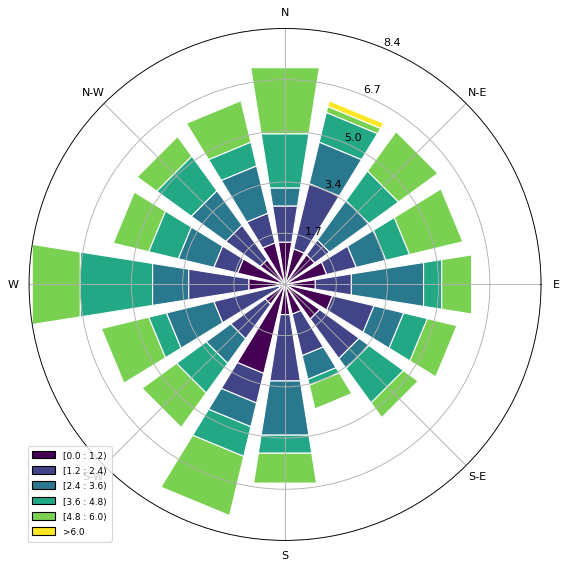 N
8.4
N-W
6.7
N-E
5.0
3.4
1.7
W
E
[0.0 : 1.2)
[1.2 : 2.4)
[2.4 : 3.6)
[3.6 : 4.8)
[4.8 : 6.0)
>6.0
S-W
S-E
S